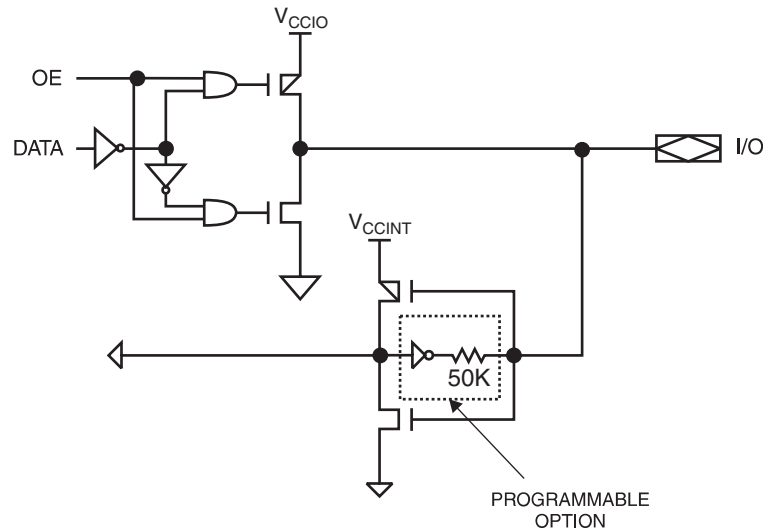 VCCIO
OE
DATA
I/O
VCCINT
50K
PROGRAMMABLE
OPTION